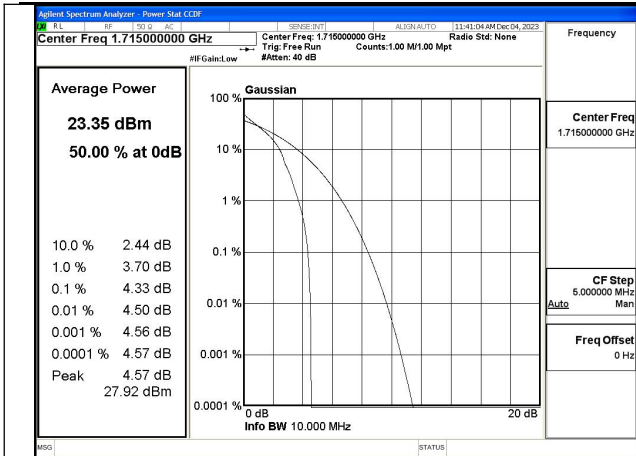 Agilent Spectrum Analyzer - Power Stat CCDF
RL RF 50 Ω AC SENSE:INT ALIGN AUTO 11:41:04 AM Dec 04, 2023
Center Freq 1.715000000 GHz
Center Freq: 1.715000000 GHz Radio Std: None
Trig: Free Run Counts:1.00 M/1.00 Mpt
#IFGain:Low #Atten: 40 dB
Frequency
Average Power
23.35 dBm
50.00 % at 0dB
10.0 % 2.44 dB
1.0 % 3.70 dB
0.1 % 4.33 dB
0.01 % 4.50 dB
0.001 % 4.56 dB
0.0001 % 4.57 dB
Peak 4.57 dB
27.92 dBm
Gaussian
100 %
10 %
1 %
0.1 %
0.01 %
0.001 %
0.0001 %
0 dB 20 dB
Info BW 10.000 MHz
Center Freq
1.715000000 GHz
CF Step
5.000000 MHz
Auto Man
Freq Offset
0 Hz
MSG STATUS